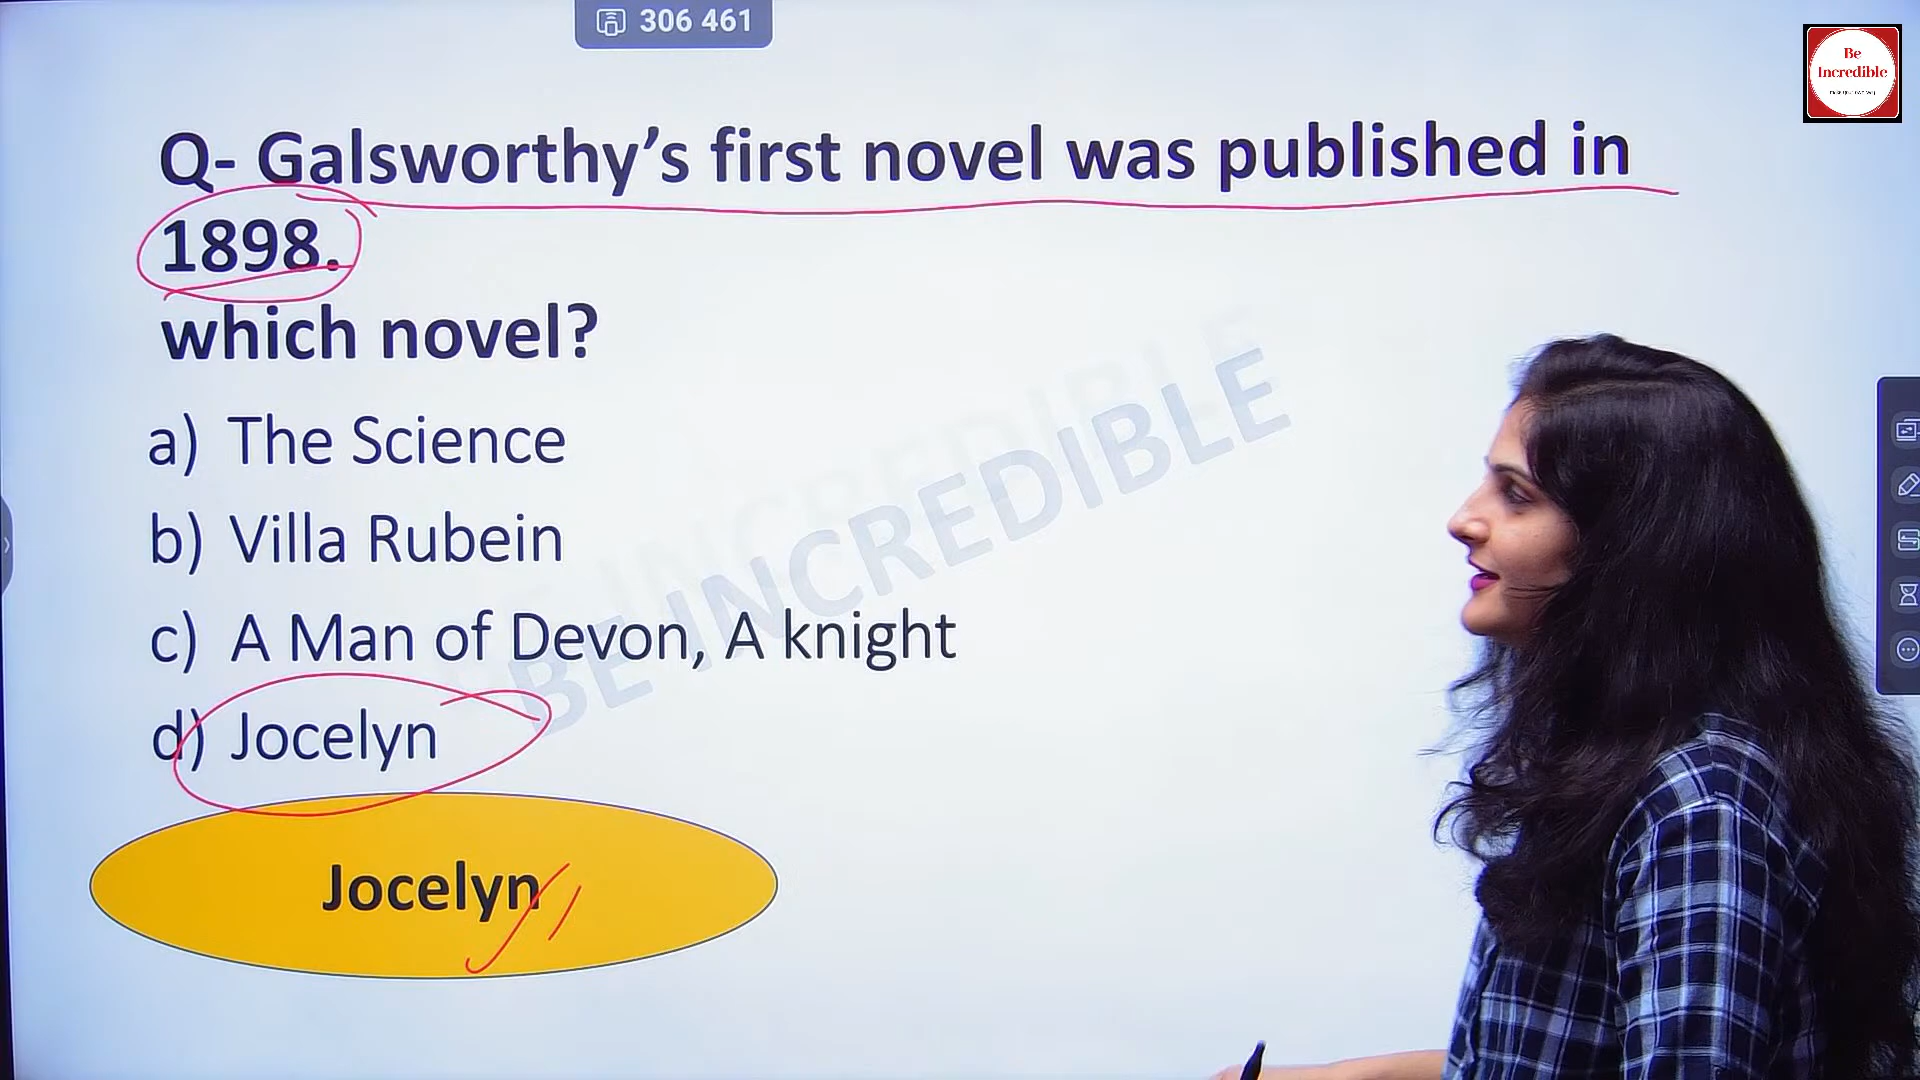 306 461
Be
Incredible
Q- Galsworthy’s first novel was published in
1898.
which novel?
a) The Science
b) Villa Rubein
c) A Man of Devon, A knight
d) Jocelyn
BE INCREDIBLE
Jocelyn